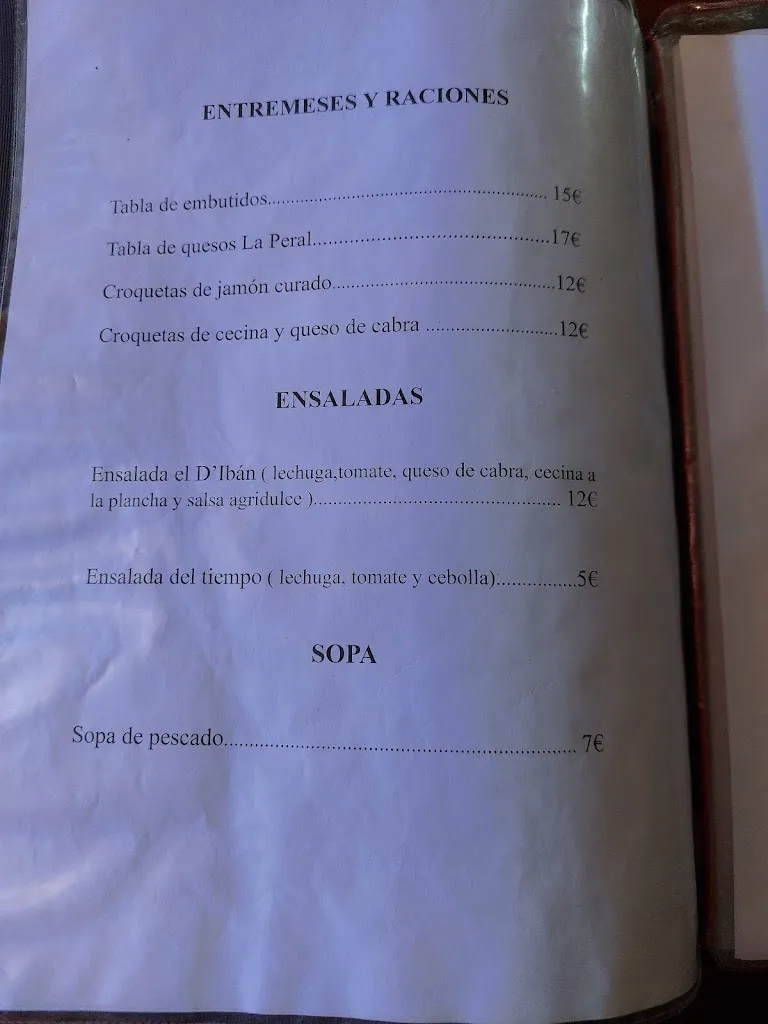 ENTREMESES Y RACIONES
Tabla de embutidos................................................ 15€
Tabla de quesos La Peral.........................................17€
Croquetas de jamón curado.......................................12€
Croquetas de cecina y queso de cabra .......................12€
ENSALADAS
Ensalada el D'Ibán ( lechuga,tomate, queso de cabra, cecina a
la plancha y salsa agridulce )........................................... 12€
Ensalada del tiempo ( lechuga, tomate y cebolla)...............5€
SOPA
Sopa de pescado........................................................ 7€